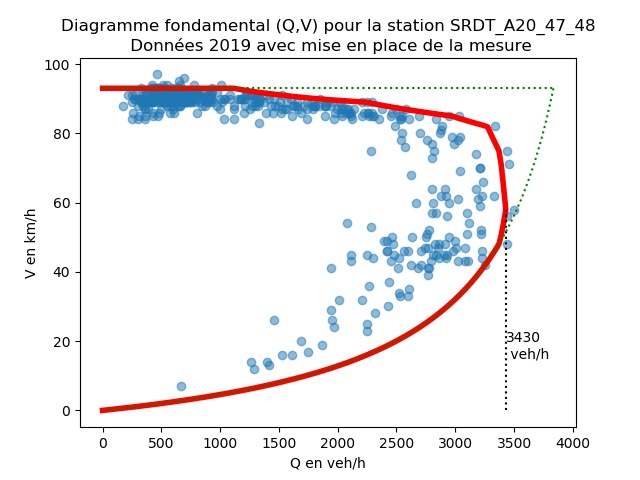 Diagramme fondamental (Q,V) pour la station SRDT_A20_47_48
Données 2019 avec mise en place de la mesure
100
80
60
40
20
0
V en km/h
3430
veh/h
0 500 1000 1500 2000 2500 3000 3500 4000
Q en veh/h